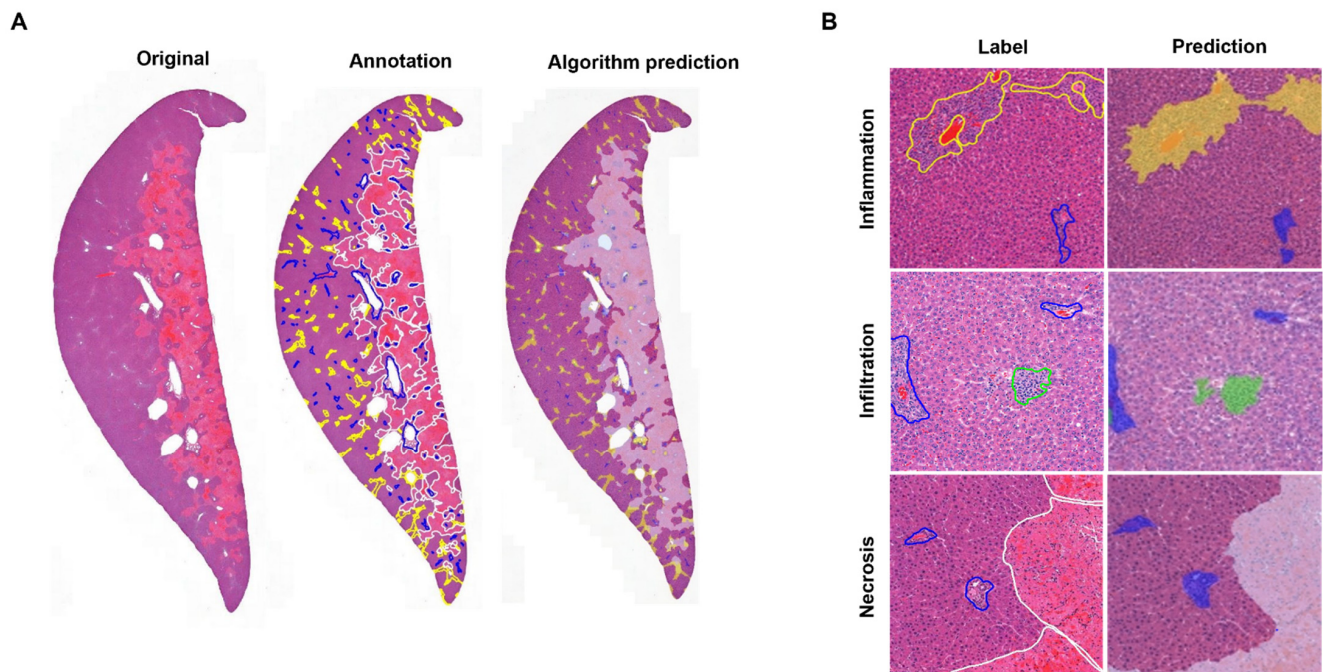 A
Original
Annotation
Algorithm prediction
B
Label
Prediction
Inflammation
Infiltration
Necrosis